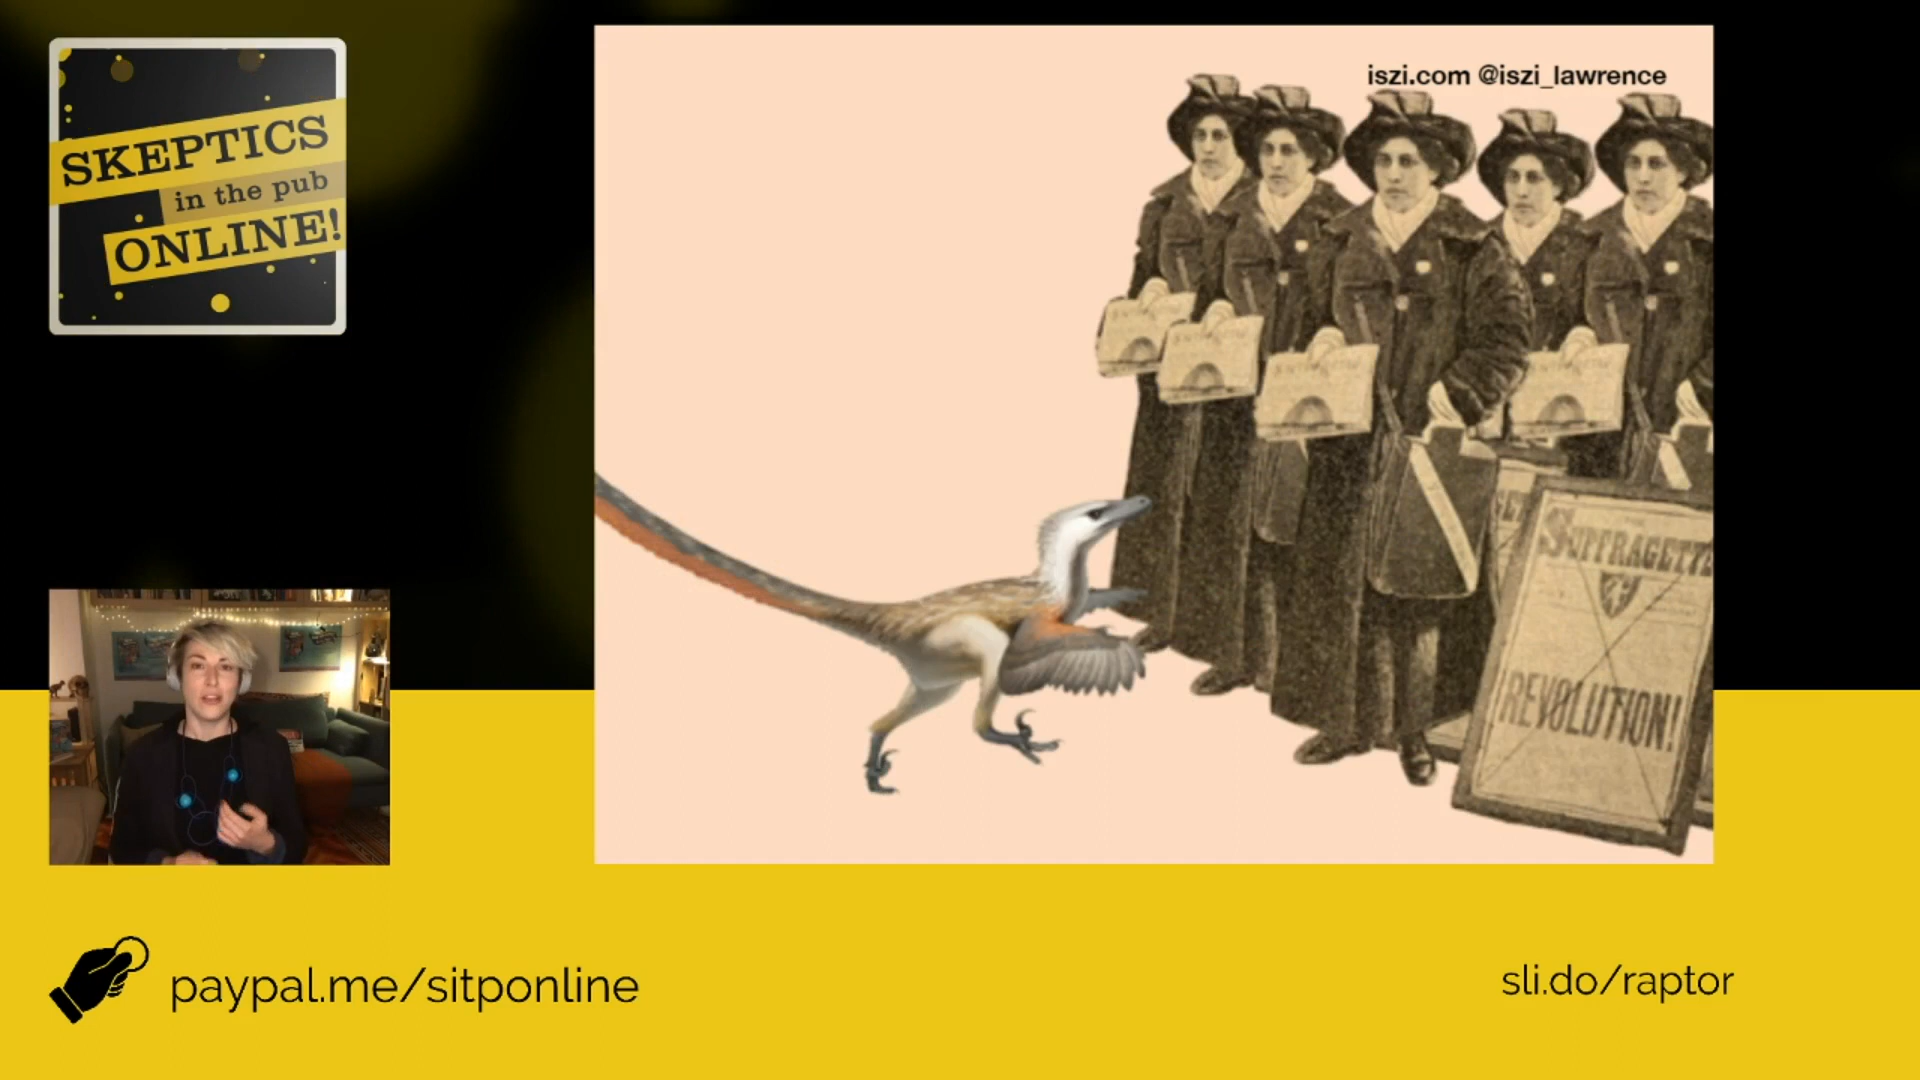 SKEPTICS
in the pub
ONLINE!
iszi.com @iszi_lawrence
SUFFRAGETTE
REVOLUTION!
paypal.me/sitponline
sli.do/raptor